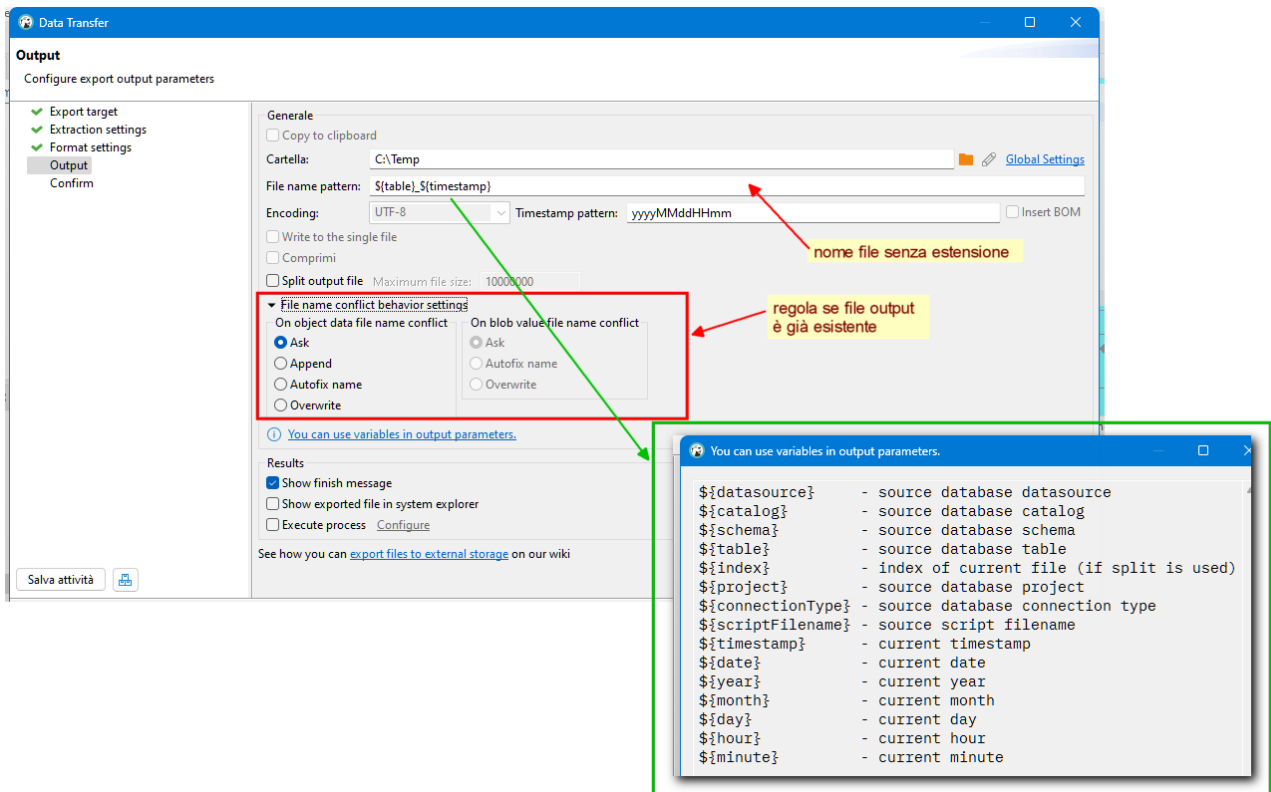 Data Transfer
Output
Configure export output parameters
Export target
Extraction settings
Format settings
Output
Confirm
Generale
Copy to clipboard
Cartella: C:\Temp Global Settings
File name pattern: ${table}_${timestamp}
Encoding: UTF-8 Timestamp pattern: yyyyMMddHHmm Insert BOM
Write to the single file
nome file senza estensione
Comprimi
Split output file Maximum file size: 10000000
File name conflict behavior settings
regola se file output
è già esistente
On object data file name conflict On blob value file name conflict
Ask Ask
Append Autofix name
Autofix name Overwrite
Overwrite
You can use variables in output parameters.
Results
Show finish message
Show exported file in system explorer
Execute process Configure
See how you can export files to external storage on our wiki
Salva attività
You can use variables in output parameters.
${datasource} - source database datasource
${catalog} - source database catalog
${schema} - source database schema
${table} - source database table
${index} - index of current file (if split is used)
${project} - source database project
${connectionType} - source database connection type
${scriptFilename} - source script filename
${timestamp} - current timestamp
${date} - current date
${year} - current year
${month} - current month
${day} - current day
${hour} - current hour
${minute} - current minute